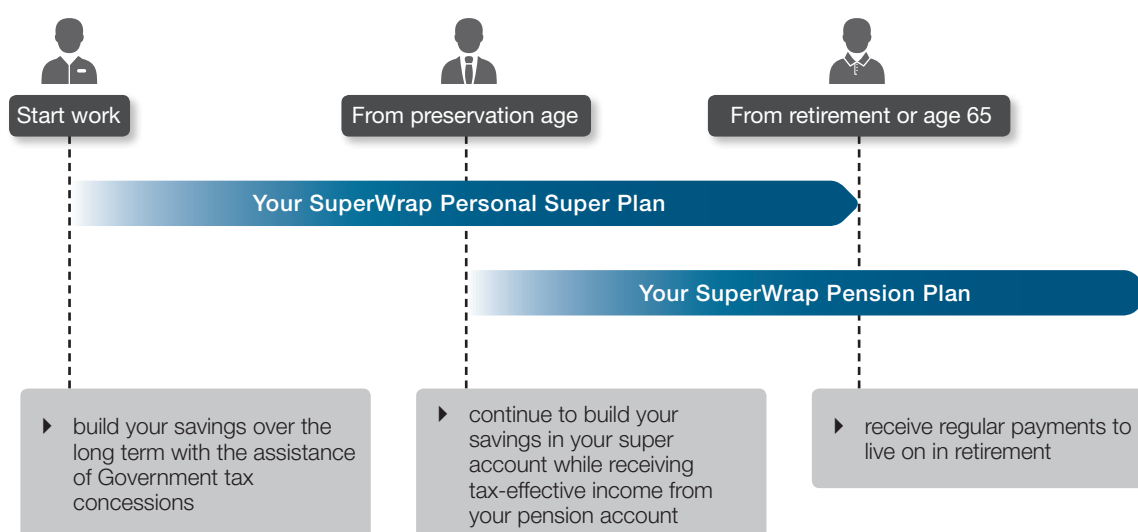 Start work
From preservation age
From retirement or age 65
Your SuperWrap Personal Super Plan
Your SuperWrap Pension Plan
build your savings over the
long term with the assistance
of Government tax
concessions
continue to build your
savings in your super
account while receiving
tax-effective income from
your pension account
receive regular payments to
live on in retirement